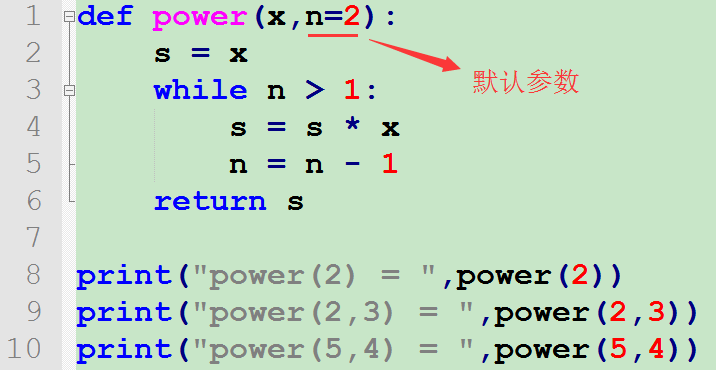 1 def power(x,n=2):
2     s = x
3     while n > 1:
默认参数
4         s = s * x
5         n = n - 1
6     return s
7
8 print("power(2) = ",power(2))
9 print("power(2,3) = ",power(2,3))
10 print("power(5,4) = ",power(5,4))